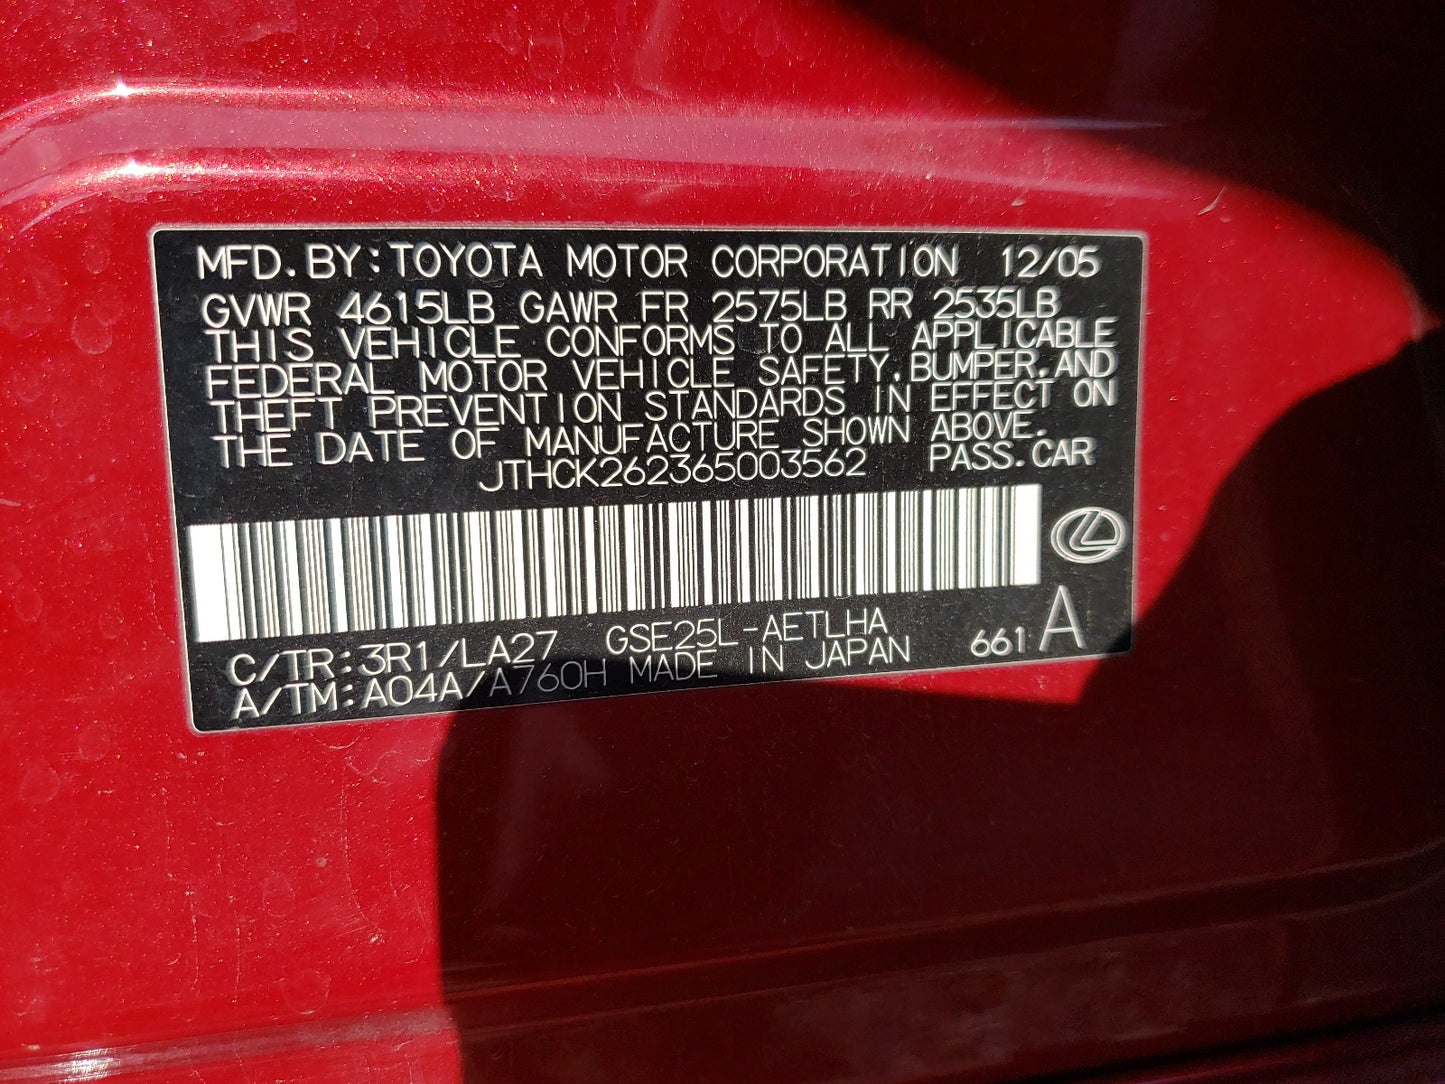 MFD. BY: TOYOTA MOTOR CORPORATION 12/05
GVWR 4615LB GAWR FR 2575LB RR 2535LB
THIS VEHICLE CONFORMS TO ALL APPLICABLE
FEDERAL MOTOR VEHICLE SAFETY, BUMPER, AND
THEFT PREVENTION STANDARDS IN EFFECT ON
THE DATE OF MANUFACTURE SHOWN ABOVE.
JTHCK262365003562 PASS. CAR
C/TR: 3R1/LA27 GSE25L-AETLHA
A/TM: A04A/A760H MADE IN JAPAN 661 A